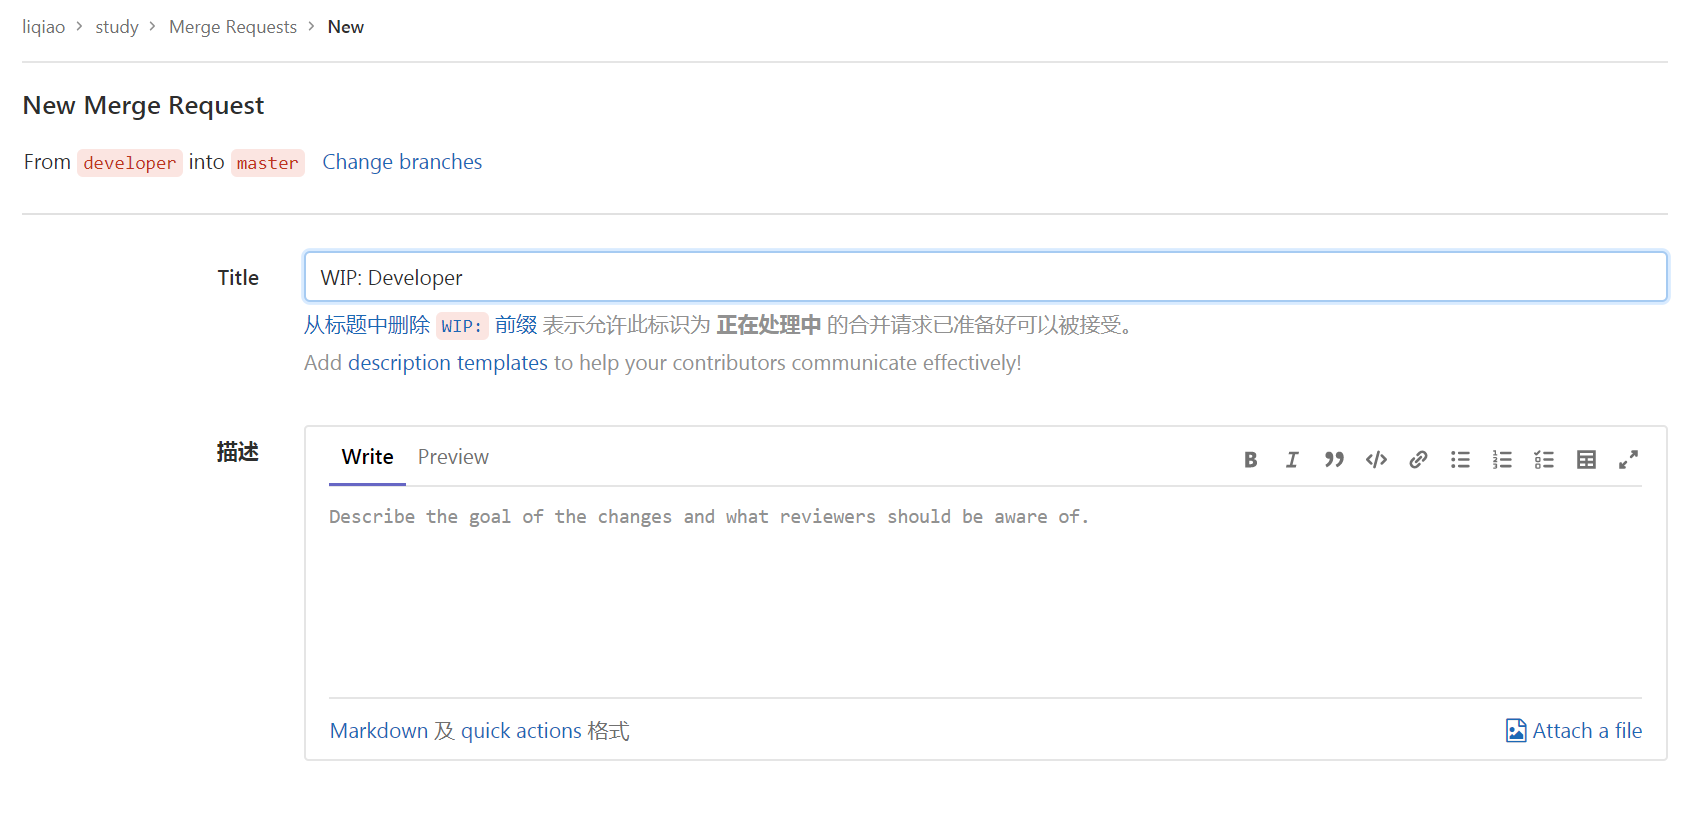 liqiao > study > Merge Requests > New
New Merge Request
From developer into master Change branches
Title
WIP: Developer
从标题中删除 WIP: 前缀 表示允许此标识为 正在处理中 的合并请求已准备好可以被接受。
Add description templates to help your contributors communicate effectively!
描述
Write Preview
Describe the goal of the changes and what reviewers should be aware of.
Markdown 及 quick actions 格式
Attach a file